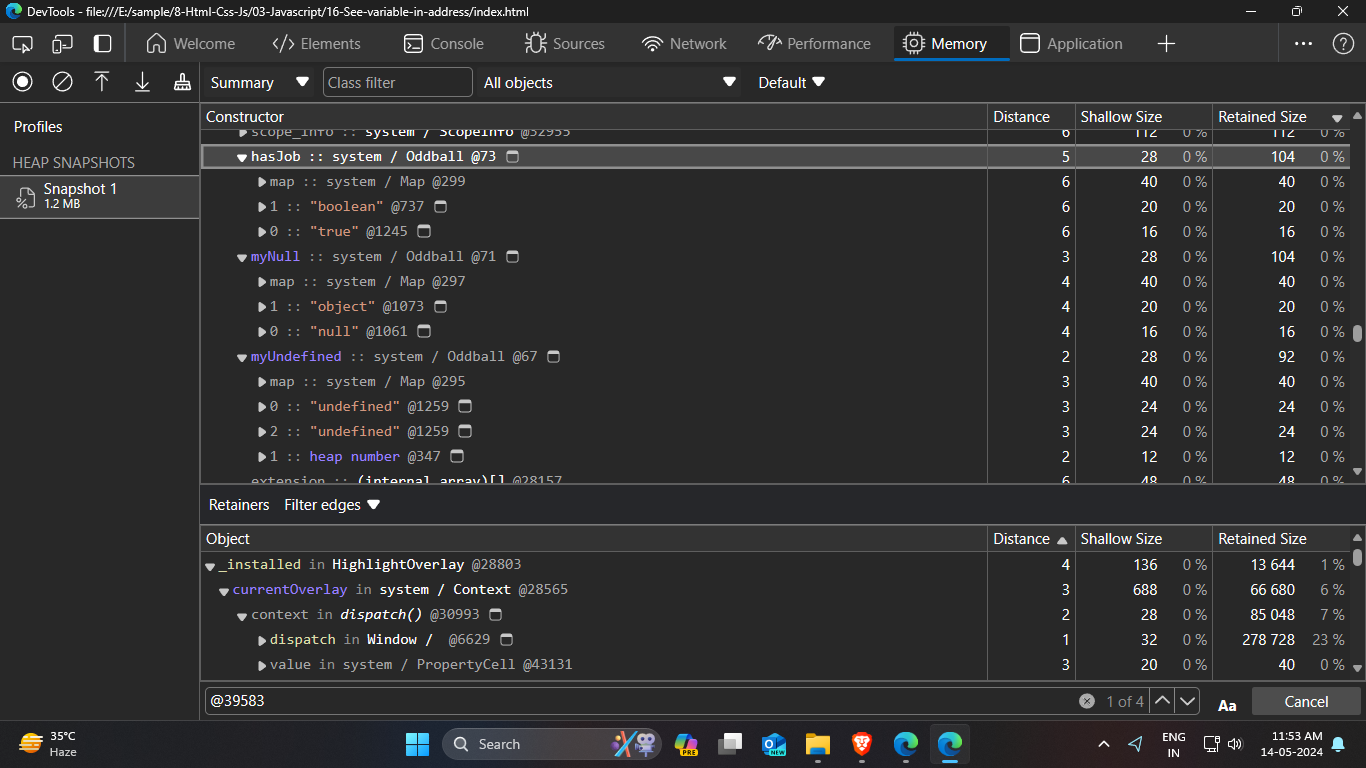 DevTools - file:///E:/sample/8-Html-Css-Js/03-Javascript/16-See-variable-in-address/index.html
Welcome Elements Console Sources Network Performance Memory Application
Summary Class filter All objects Default
Profiles
HEAP SNAPSHOTS
Snapshot 1
1.2 MB
Constructor Distance Shallow Size Retained Size
scope_info :: system / ScopeInfo @32955 6 112 0 % 112 0 %
hasJob :: system / Oddball @73 5 28 0 % 104 0 %
map :: system / Map @299 6 40 0 % 40 0 %
1 :: "boolean" @737 6 20 0 % 20 0 %
0 :: "true" @1245 6 16 0 % 16 0 %
myNull :: system / Oddball @71 3 28 0 % 104 0 %
map :: system / Map @297 4 40 0 % 40 0 %
1 :: "object" @1073 4 20 0 % 20 0 %
0 :: "null" @1061 4 16 0 % 16 0 %
myUndefined :: system / Oddball @67 2 28 0 % 92 0 %
map :: system / Map @295 3 40 0 % 40 0 %
0 :: "undefined" @1259 3 24 0 % 24 0 %
2 :: "undefined" @1259 3 24 0 % 24 0 %
1 :: heap number @347 2 12 0 % 12 0 %
extension :: (internal array)[] @28157 6 48 0 % 48 0 %
Retainers Filter edges
Object Distance Shallow Size Retained Size
_installed in HighlightOverlay @28803 4 136 0 % 13 644 1 %
currentOverlay in system / Context @28565 3 688 0 % 66 680 6 %
context in dispatch() @30993 2 28 0 % 85 048 7 %
dispatch in Window / @6629 1 32 0 % 278 728 23 %
value in system / PropertyCell @43131 3 20 0 % 40 0 %
@39583 1 of 4 Aa Cancel
35°C
Haze
Search
PRE
NEW
ENG
IN
11:53 AM
14-05-2024